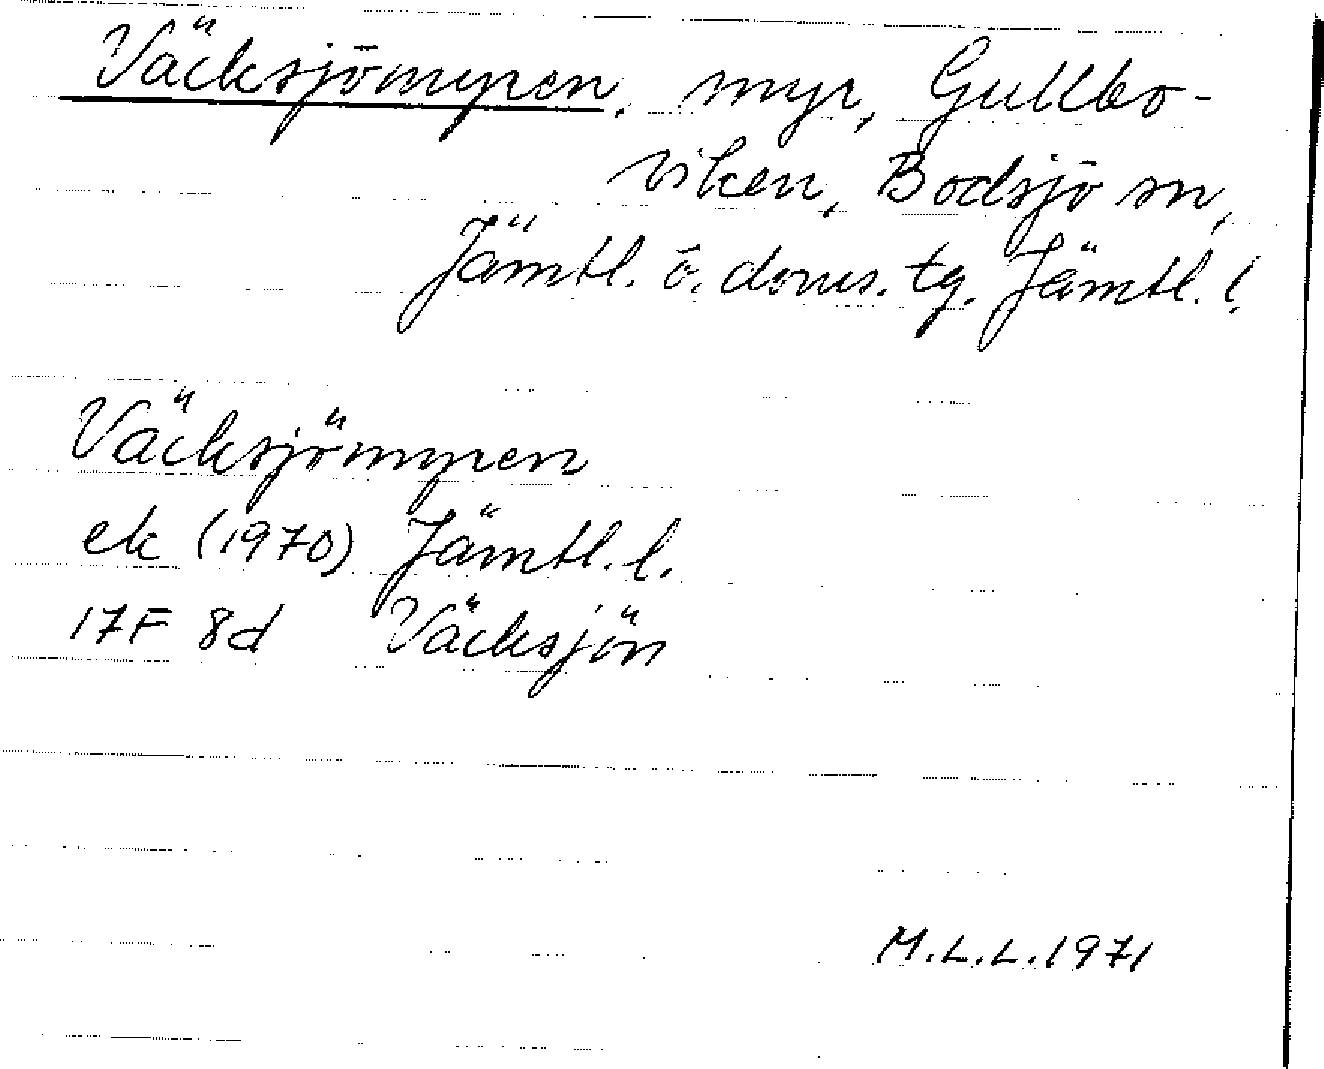 Väcksjömyren, myr, Gullbo-
viken, Bodsjö sn,
Jämtl. ö. doms. tg. Jämtl. l.
Väcksjömyren
ek (1970) Jämtl. l.
17F 8d Väcksjön
M.L.L. 1971